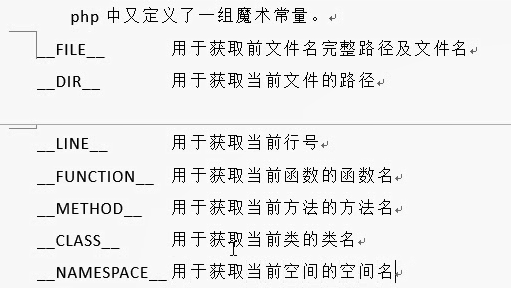 php 中又定义了一组魔术常量。
__FILE__ 用于获取前文件名完整路径及文件名
__DIR__ 用于获取当前文件的路径
__LINE__ 用于获取当前行号
__FUNCTION__ 用于获取当前函数的函数名
__METHOD__ 用于获取当前方法的方法名
__CLASS__ 用于获取当前类的类名
__NAMESPACE__ 用于获取当前空间的空间名